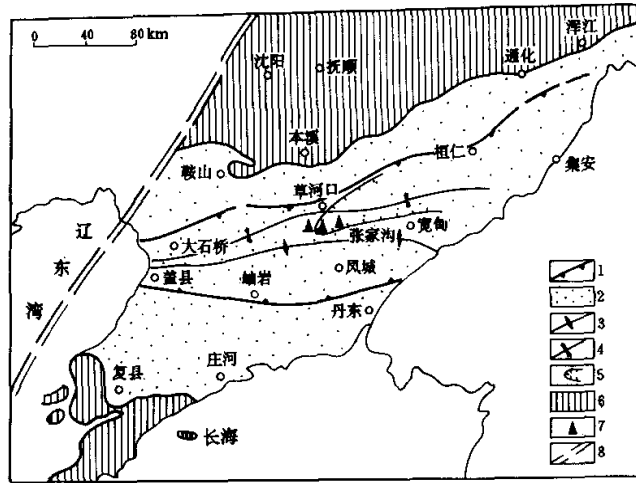 浑江
0 40 80 km
沈阳
抚顺
通化
本溪
桓仁
鞍山
集安
草河口
辽东湾
大石桥
张家沟
宽甸
盖县
岫岩
凤城
丹东
复县
庄河
长海
1
2
3
4
5
6
7
8